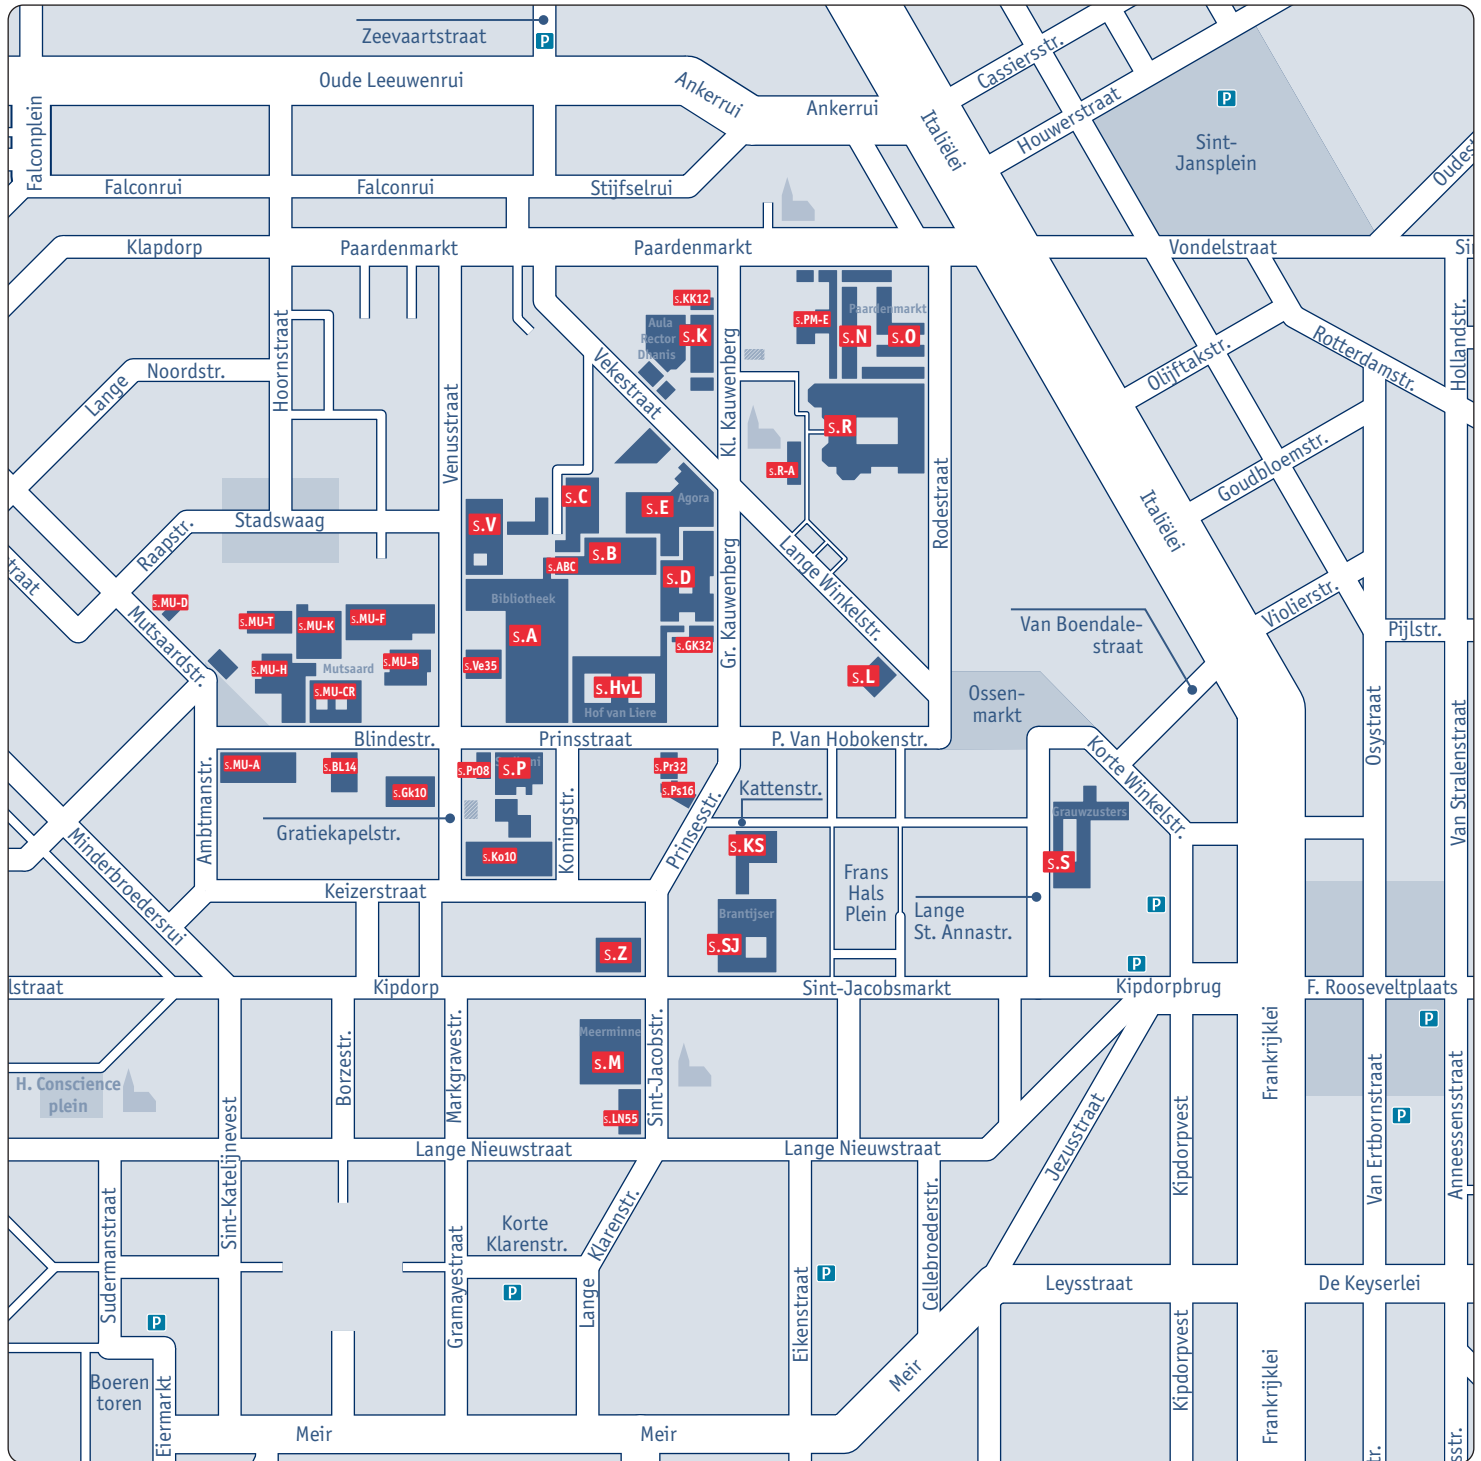 Zeevaartstraat
P
Oude Leeuwenrui
Ankerrui
Ankerrui
Italiëlei
Cassiersstr.
Houwerstraat
P
Sint-
Jansplein
Falconplein
Falconrui
Falconrui
Stijfselrui
Klapdorp
Paardenmarkt
Paardenmarkt
Vondelstraat
s.KK12
Aula
Rector
Dhanis
s.K
s.PM-E
Paardenmarkt
s.N
s.O
Hoornstraat
Kl. Kauwenberg
Hollandstr.
Rotterdamstr.
Olijftakstr.
Noordstr.
Lange
Vekestraat
Venusstraat
s.R
s.R-A
Rodestraat
Goudbloemstr.
Italiëlei
s.C
s.E
Agora
s.V
Stadswaag
Raapstr.
s.B
s.ABC
s.D
Gr. Kauwenberg
Lange Winkelstr.
Bibliotheek
s.A
s.MU-D
s.MU-T
s.MU-K
s.MU-F
Mutsaardstr.
Violierstr.
Van Boendale-
straat
Pijlstr.
s.GK32
s.MU-B
s.Ve35
s.MU-H
Mutsaard
s.MU-CR
s.HvL
Hof van Liere
s.L
Ossen-
markt
Osystraat
Van Stralenstraat
Blindestr.
Prinsstraat
P. Van Hobokenstr.
Korte Winkelstr.
s.MU-A
s.BL14
s.Gk10
s.Pr08
s.P
s.Pr32
s.Ps16
Kattenstr.
Ambtmanstr.
Gratiekapelstr.
Koningstr.
Prinsesstr.
Grauwzusters
s.KS
s.Ko10
s.S
Minderbroedersrui
Keizerstraat
Frans
Hals
Plein
Lange
St. Annastr.
P
Brantijser
s.SJ
s.Z
P
lstraat
Kipdorp
Sint-Jacobsmarkt
Kipdorpbrug
F. Rooseveltplaats
P
Meerminne
s.M
s.LN55
Borzestr.
Markgravestr.
Sint-Jacobstr.
Frankrijklei
H. Conscience
plein
P
Sint-Katelijnevest
Lange Nieuwstraat
Lange Nieuwstraat
Jezusstraat
Kipdorpvest
Van Ertbornstraat
Anneessensstraat
Sudermanstraat
Gramayestraat
Korte
Klarenstr.
Lange
Klarenstr.
Cellebroederstr.
Eikenstraat
P
P
P
Leysstraat
De Keyserlei
Boeren
toren
Eiermarkt
Meir
Meir
Meir
Kipdorpvest
Frankrijklei